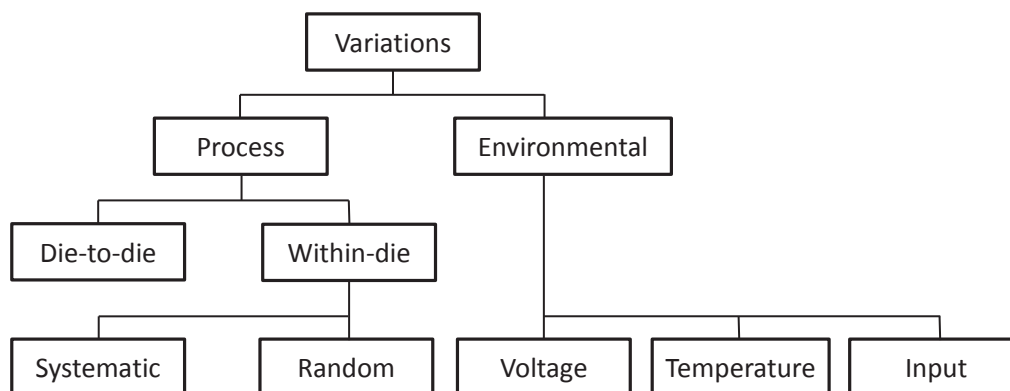 Variations
Process
Environmental
Die-to-die
Within-die
Systematic
Random
Voltage
Temperature
Input